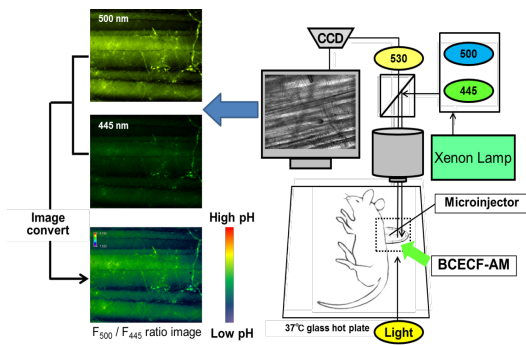 500 nm
445 nm
Image
convert
F500 / F445 ratio image
High pH
Low pH
CCD
530
500
445
Xenon Lamp
Microinjector
BCECF-AM
37°C glass hot plate
Light